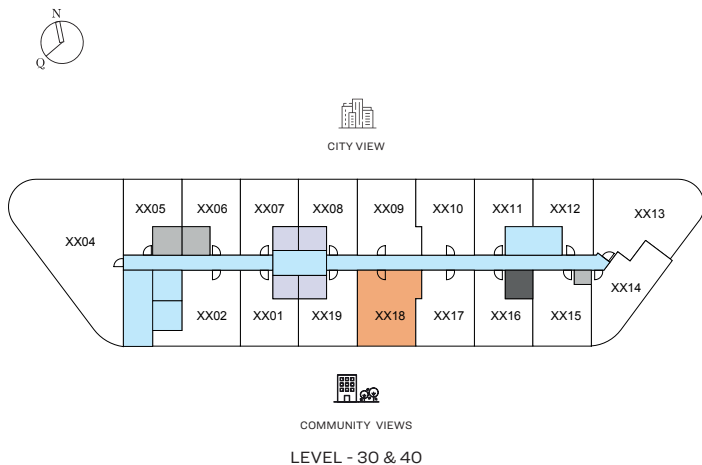 N
Q
CITY VIEW
XX05 XX06 XX07 XX08 XX09 XX10 XX11 XX12
XX13
XX04
XX14
XX02 XX01 XX19 XX18 XX17 XX16 XX15
COMMUNITY VIEWS
LEVEL - 30 & 40